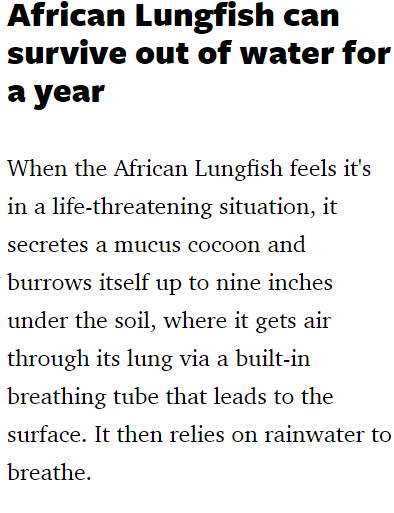 African Lungfish can
survive out of water for
a year
When the African Lungfish feels it's
in a life-threatening situation, it
secretes a mucus cocoon and
burrows itself up to nine inches
under the soil, where it gets air
through its lung via a built-in
breathing tube that leads to the
surface. It then relies on rainwater to
breathe.